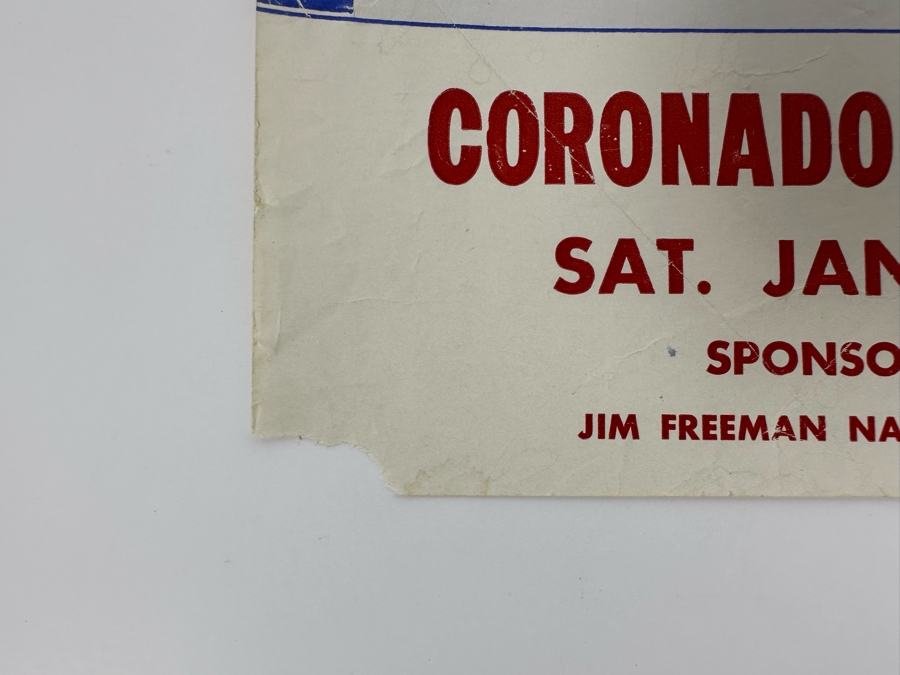 CORONADO
SAT. JAN
SPONSO
JIM FREEMAN NA